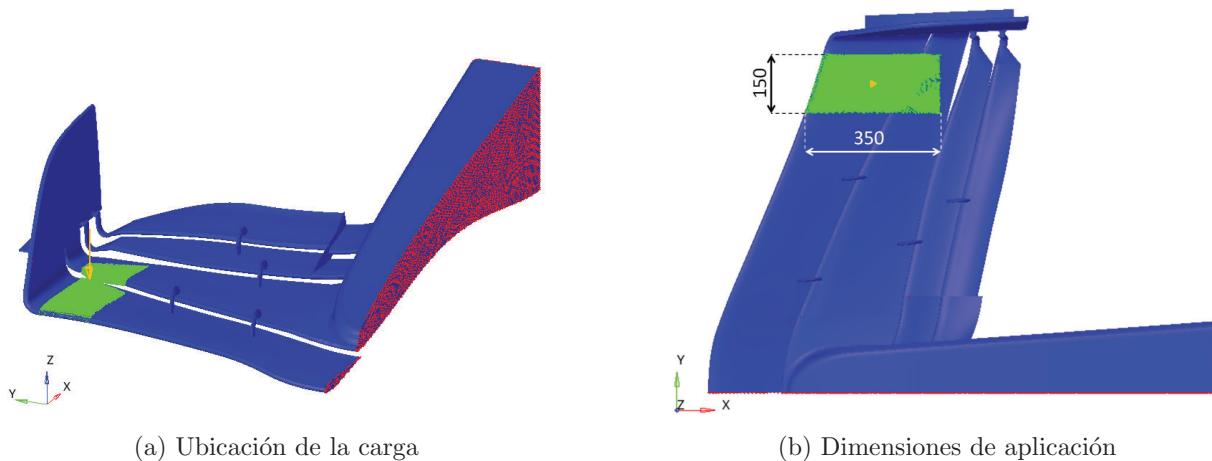 150
350
Z
Y
X
Y
Z
X
(a) Ubicación de la carga
(b) Dimensiones de aplicación